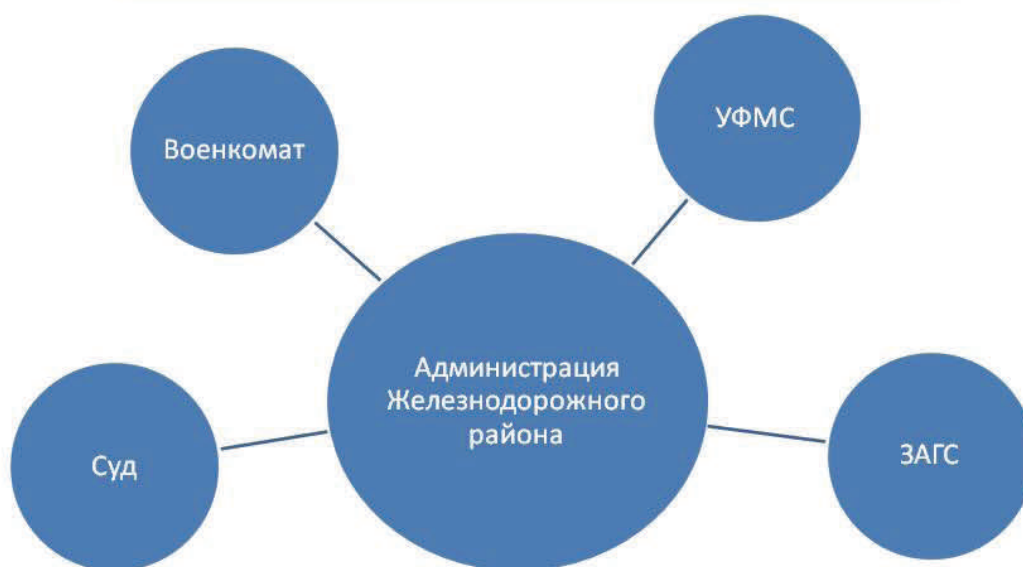 Военкомат
УФМС
Администрация
Железнодорожного
района
Суд
ЗАГС